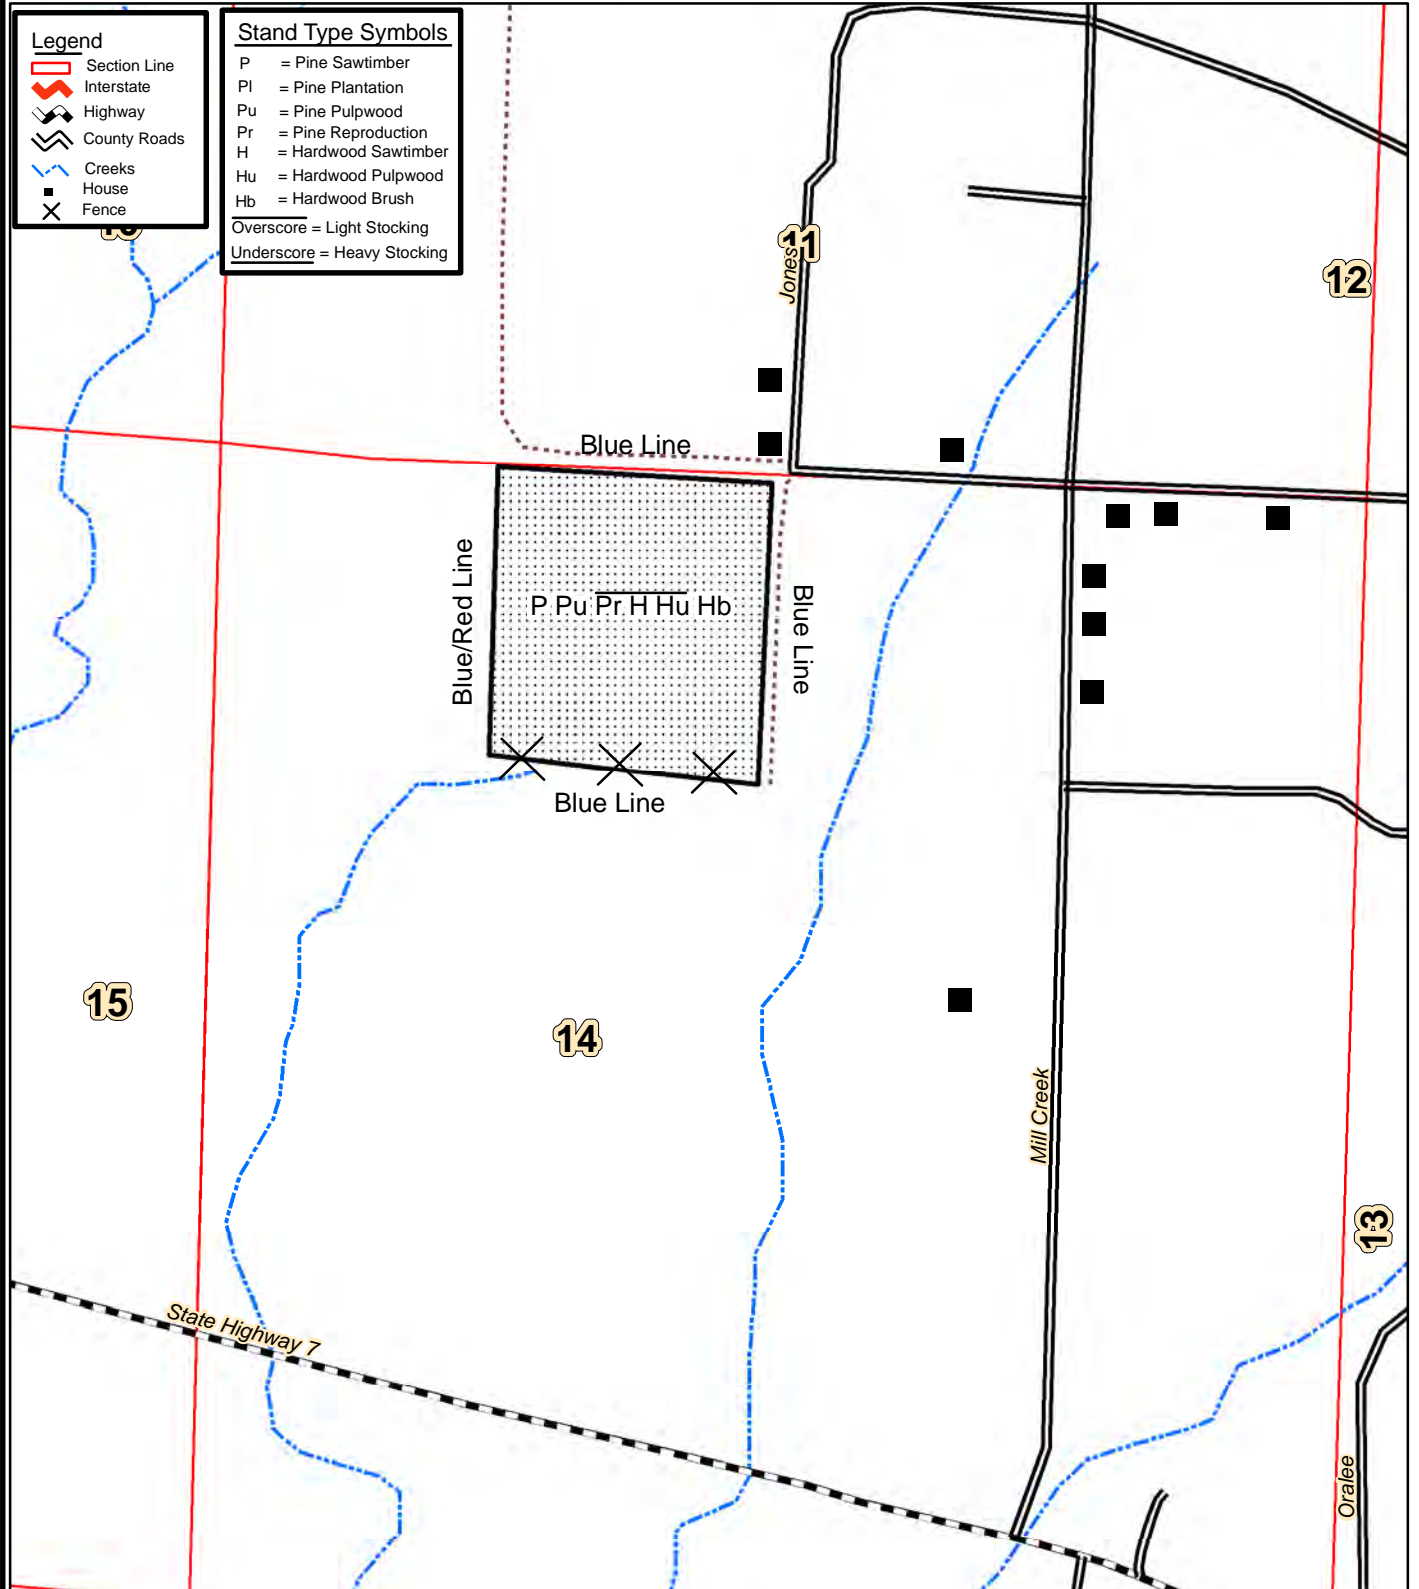 Legend
Section Line
Interstate
Highway
County Roads
Creeks
House
Fence
Stand Type Symbols
P = Pine Sawtimber
Pl = Pine Plantation
Pu = Pine Pulpwood
Pr = Pine Reproduction
H = Hardwood Sawtimber
Hu = Hardwood Pulpwood
Hb = Hardwood Brush
Overscore = Light Stocking
Underscore = Heavy Stocking
11
Jones
12
Blue Line
Blue/Red Line
P Pu Pr H Hu Hb
Blue Line
Blue Line
15
14
Mill Creek
13
State Highway 7
Oralee